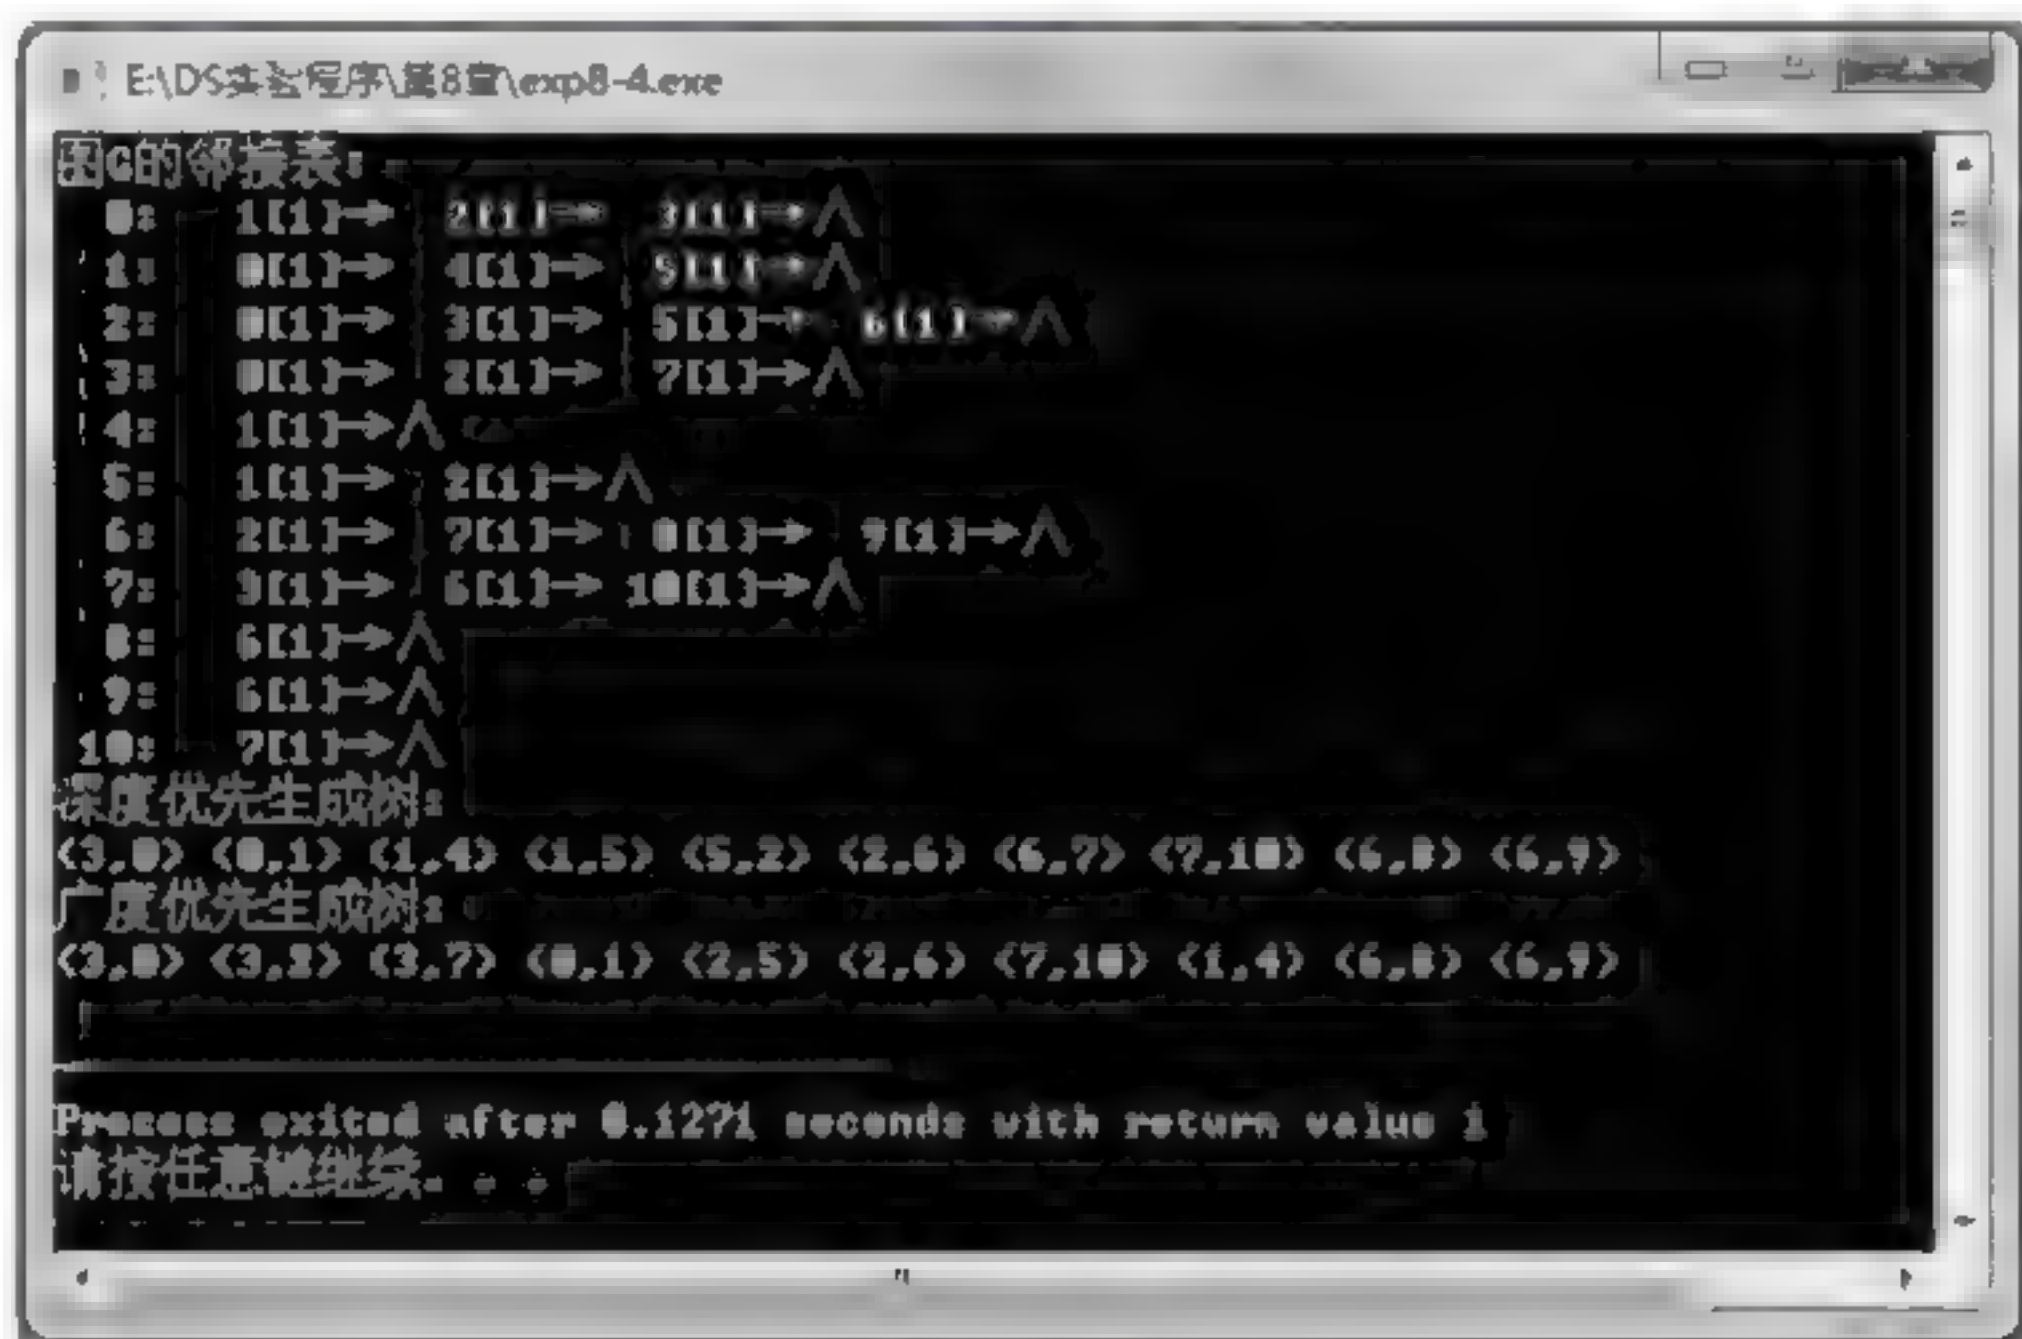 E:\DS实验程序\第8章\exp8-4.exe
图G的邻接表:
0: 1[1]→ 2[1]→ 3[1]→∧
1: 0[1]→ 4[1]→ 5[1]→∧
2: 0[1]→ 3[1]→ 5[1]→ 6[1]→∧
3: 0[1]→ 2[1]→ 7[1]→∧
4: 1[1]→∧
5: 1[1]→ 2[1]→∧
6: 2[1]→ 7[1]→ 8[1]→ 9[1]→∧
7: 3[1]→ 6[1]→ 10[1]→∧
8: 6[1]→∧
9: 6[1]→∧
10: 7[1]→∧
深度优先生成树:
<3,0> <0,1> <1,4> <1,5> <5,2> <2,6> <6,7> <7,10> <6,8> <6,9>
广度优先生成树:
<3,0> <3,2> <3,7> <0,1> <2,5> <2,6> <7,10> <1,4> <6,8> <6,9>
Process exited after 0.1271 seconds with return value 1
请按任意键继续. . .